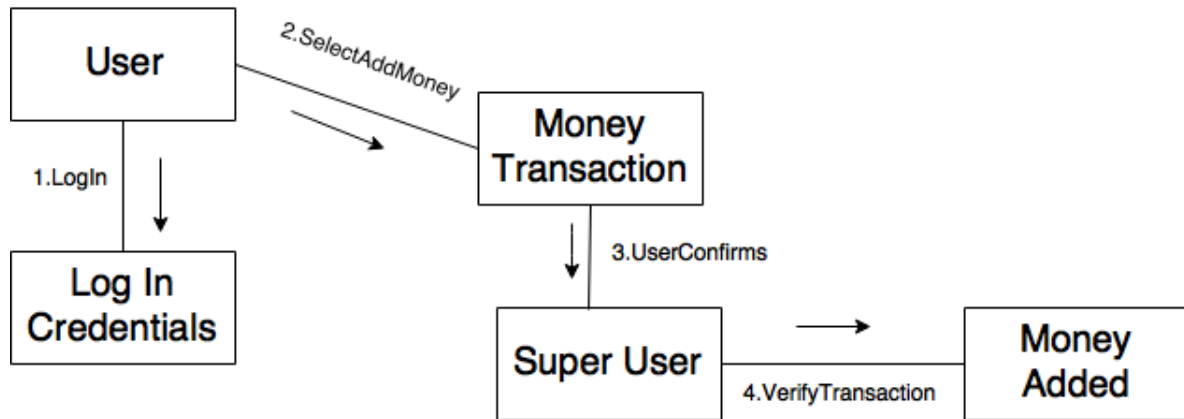 User
2.SelectAddMoney
Money
Transaction
1.LogIn
Log In
Credentials
3.UserConfirms
Super User
4.VerifyTransaction
Money
Added